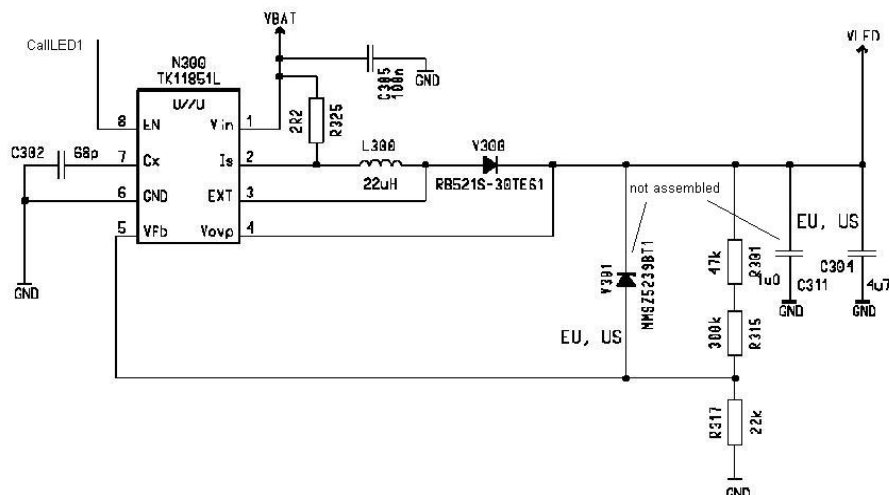 VBAT
VLED
CallLED1
N300
TK11851L
C305
100n
GND
U//U
8 EN
Vin 1
2R2
R325
C302
68p
7 Cx
Is 2
L300
22uH
V300
RB521S-30TE61
6 GND
EXT 3
5 VFb
Vovp 4
not assembled
EU, US
GND
V301
MMSZ5239BT1
47k
R301
1u0
C311
C304
4u7
GND
GND
300k
R315
EU, US
R317
22k
GND